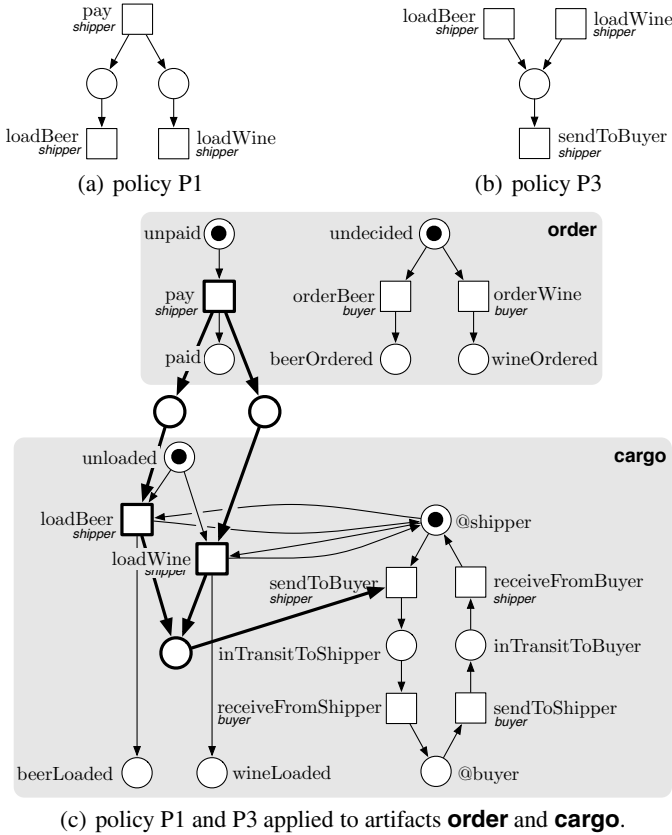 pay
shipper
loadBeer
shipper
loadWine
shipper
(a) policy P1
loadBeer
shipper
loadWine
shipper
sendToBuyer
shipper
(b) policy P3
order
unpaid
undecided
pay
shipper
orderBeer
buyer
orderWine
buyer
paid
beerOrdered
wineOrdered
cargo
unloaded
loadBeer
shipper
@shipper
loadWine
shipper
sendToBuyer
shipper
receiveFromBuyer
shipper
inTransitToShipper
inTransitToBuyer
receiveFromShipper
buyer
sendToShipper
buyer
beerLoaded
wineLoaded
@buyer
(c) policy P1 and P3 applied to artifacts order and cargo.